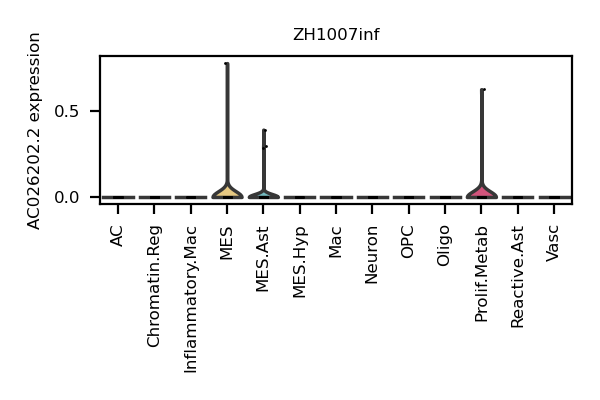 ZH1007inf
AC026202.2 expression
0.5
0.0
AC
Chromatin.Reg
Inflammatory.Mac
MES
MES.Ast
MES.Hyp
Mac
Neuron
OPC
Oligo
Prolif.Metab
Reactive.Ast
Vasc